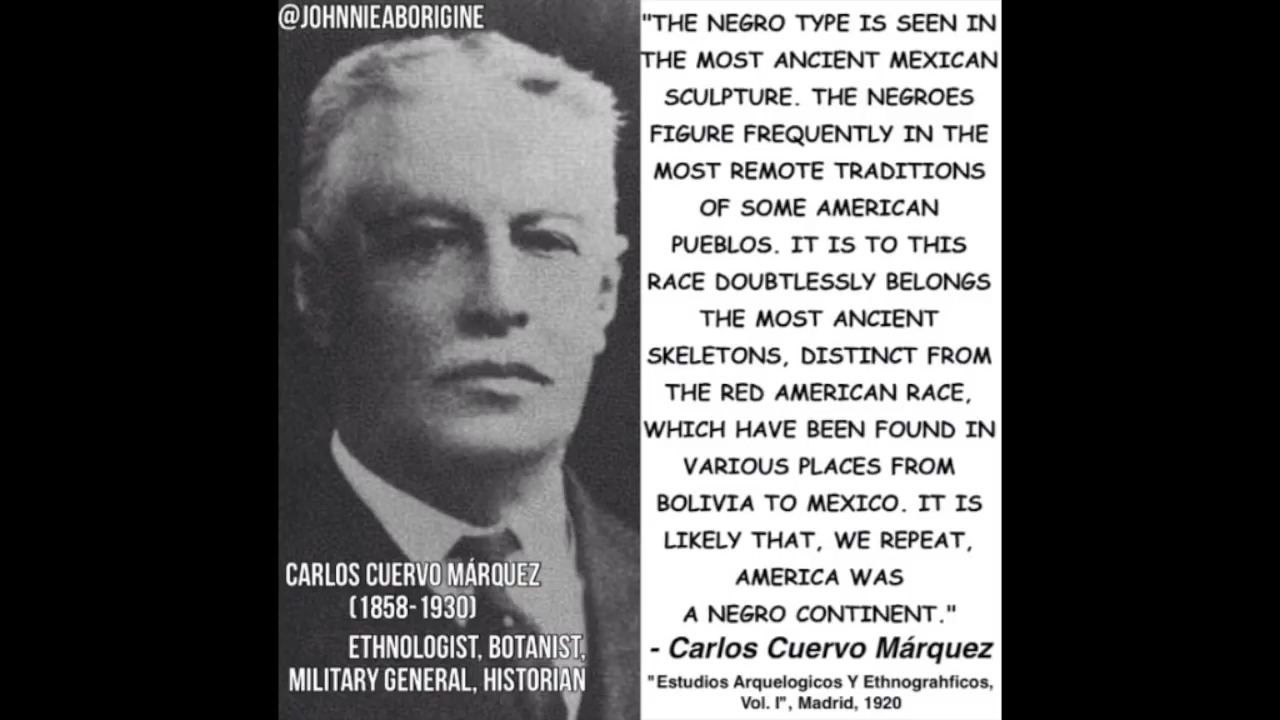 @JOHNNIEABORIGINE
CARLOS CUERVO MÁRQUEZ
(1858-1930)
ETHNOLOGIST, BOTANIST,
MILITARY GENERAL, HISTORIAN
"THE NEGRO TYPE IS SEEN IN
THE MOST ANCIENT MEXICAN
SCULPTURE. THE NEGROES
FIGURE FREQUENTLY IN THE
MOST REMOTE TRADITIONS
OF SOME AMERICAN
PUEBLOS. IT IS TO THIS
RACE DOUBTLESSLY BELONGS
THE MOST ANCIENT
SKELETONS, DISTINCT FROM
THE RED AMERICAN RACE,
WHICH HAVE BEEN FOUND IN
VARIOUS PLACES FROM
BOLIVIA TO MEXICO. IT IS
LIKELY THAT, WE REPEAT,
AMERICA WAS
A NEGRO CONTINENT."
- Carlos Cuervo Márquez
"Estudios Arquelogicos Y Ethnograhficos,
Vol. I", Madrid, 1920